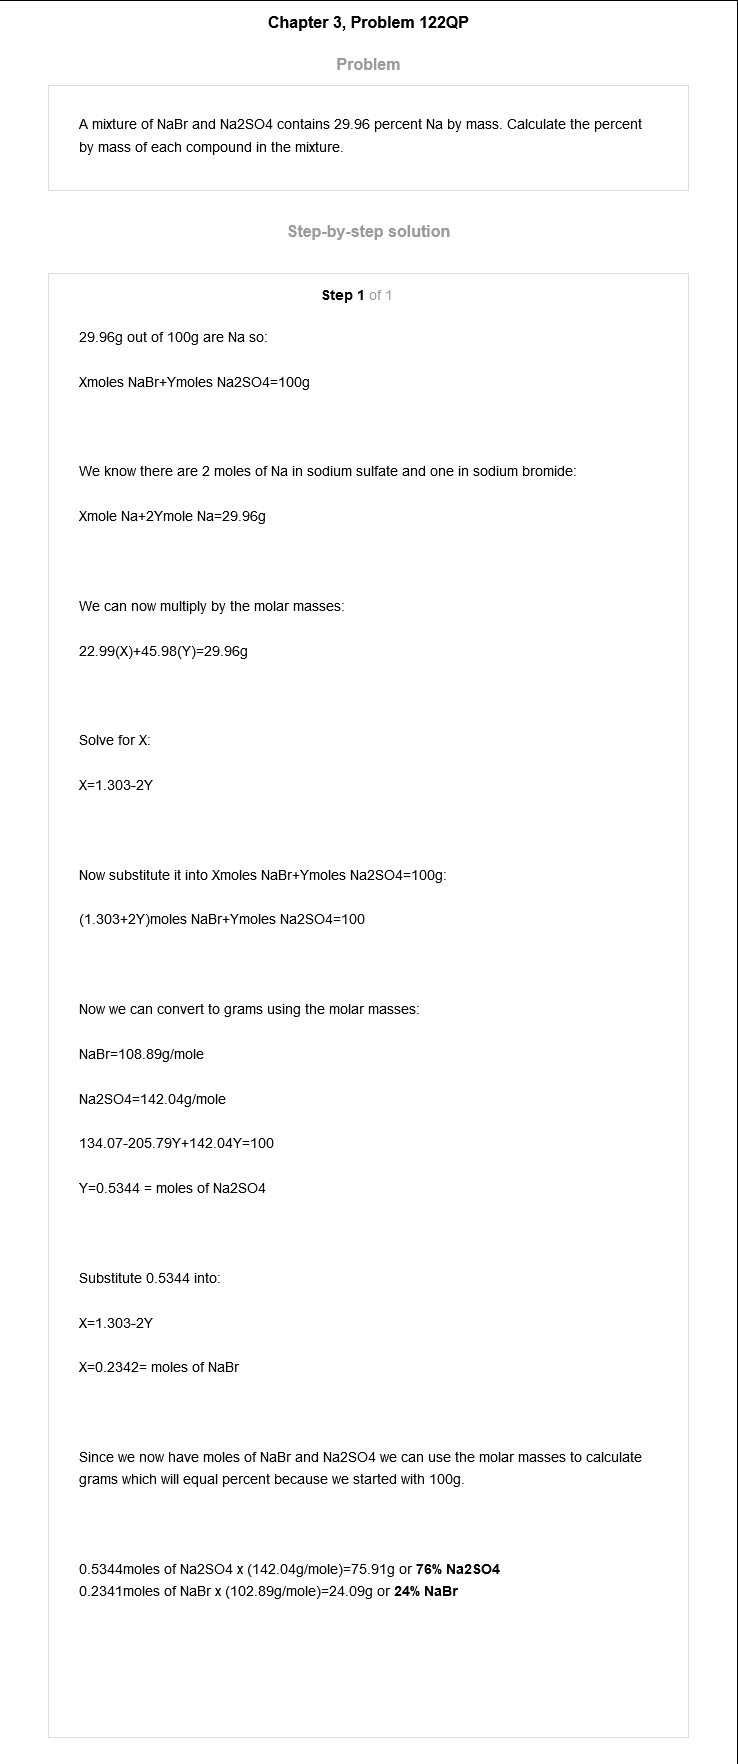 Chapter 3, Problem 122QP
Problem
A mixture of NaBr and Na2SO4 contains 29.96 percent Na by mass. Calculate the percent
by mass of each compound in the mixture.
Step-by-step solution
Step 1 of 1
29.96g out of 100g are Na so:
Xmoles NaBr+Ymoles Na2SO4=100g
We know there are 2 moles of Na in sodium sulfate and one in sodium bromide:
Xmole Na+2Ymole Na=29.96g
We can now multiply by the molar masses:
22.99(X)+45.98(Y)=29.96g
Solve for X:
X=1.303-2Y
Now substitute it into Xmoles NaBr+Ymoles Na2SO4=100g:
(1.303+2Y)moles NaBr+Ymoles Na2SO4=100
Now we can convert to grams using the molar masses:
NaBr=108.89g/mole
Na2SO4=142.04g/mole
134.07-205.79Y+142.04Y=100
Y=0.5344 = moles of Na2SO4
Substitute 0.5344 into:
X=1.303-2Y
X=0.2342= moles of NaBr
Since we now have moles of NaBr and Na2SO4 we can use the molar masses to calculate
grams which will equal percent because we started with 100g.
0.5344moles of Na2SO4 x (142.04g/mole)=75.91g or 76% Na2SO4
0.2341moles of NaBr x (102.89g/mole)=24.09g or 24% NaBr